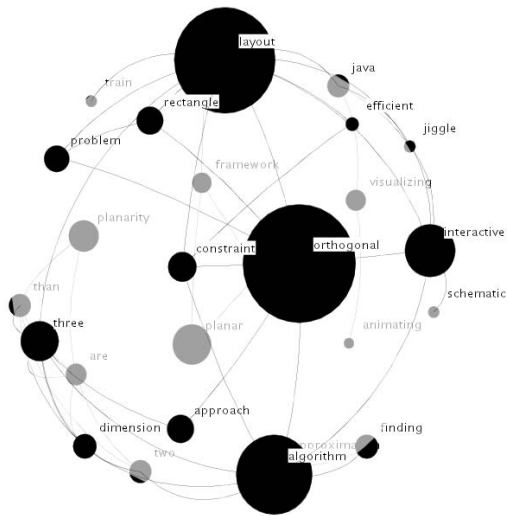 layout
java
train
rectangle
efficient
jiggle
problem
framework
visualizing
planarity
interactive
orthogonal
constraint
than
schematic
three
planar
animating
are
approach
dimension
finding
two
algorithm